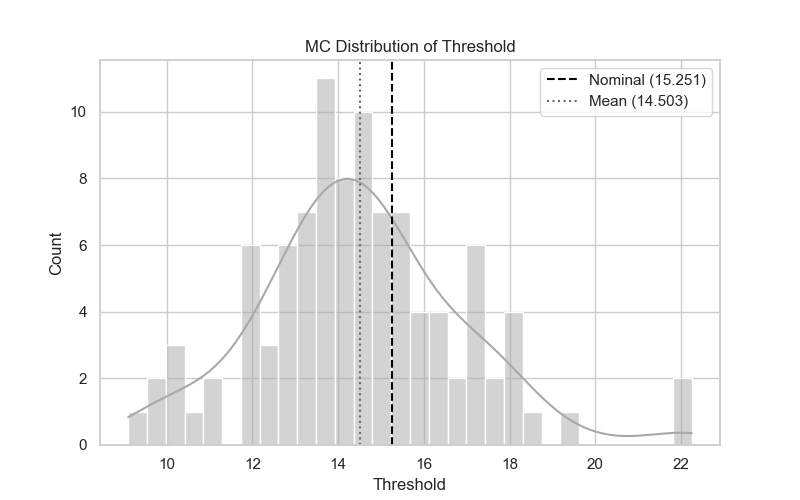 MC Distribution of Threshold
Nominal (15.251)
Mean (14.503)
Count
10
8
6
4
2
0
10 12 14 16 18 20 22
Threshold